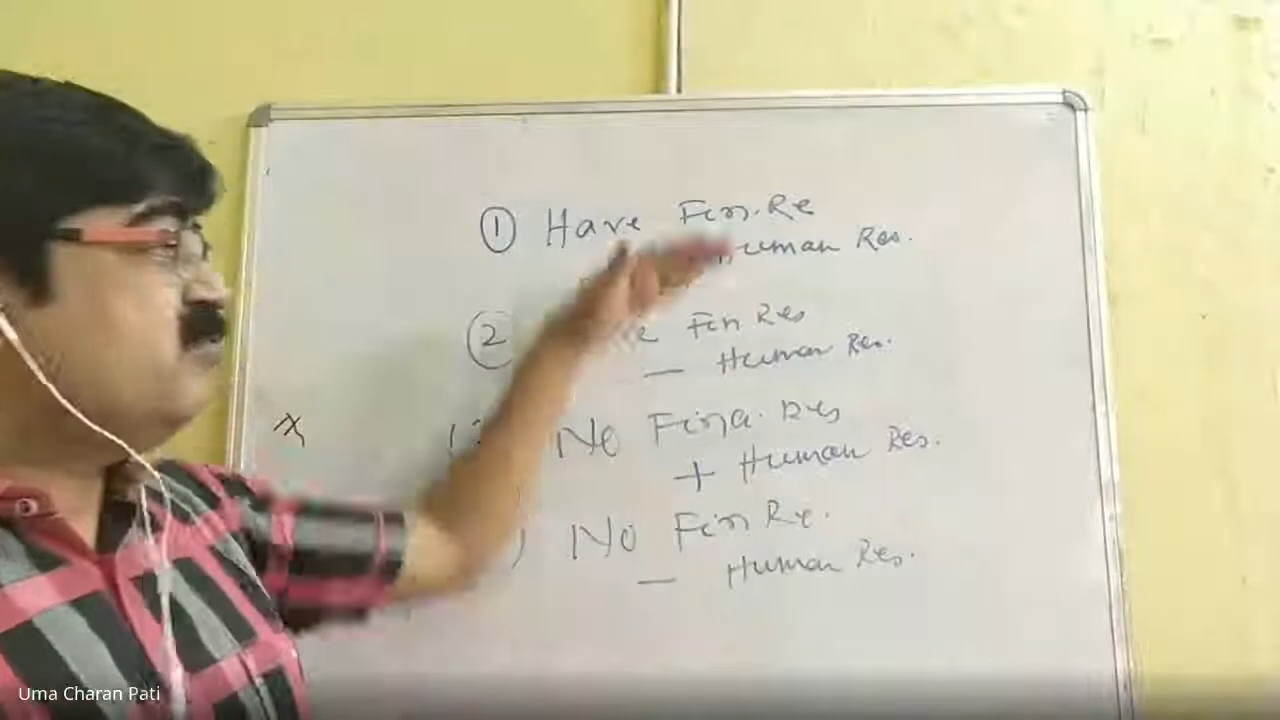 ① Have Fin. Re
Human Res.
② Fin Res
— Human Res.
No Fina. Res
+ Human Res.
No Fin Re.
— Human Res.
Uma Charan Pati